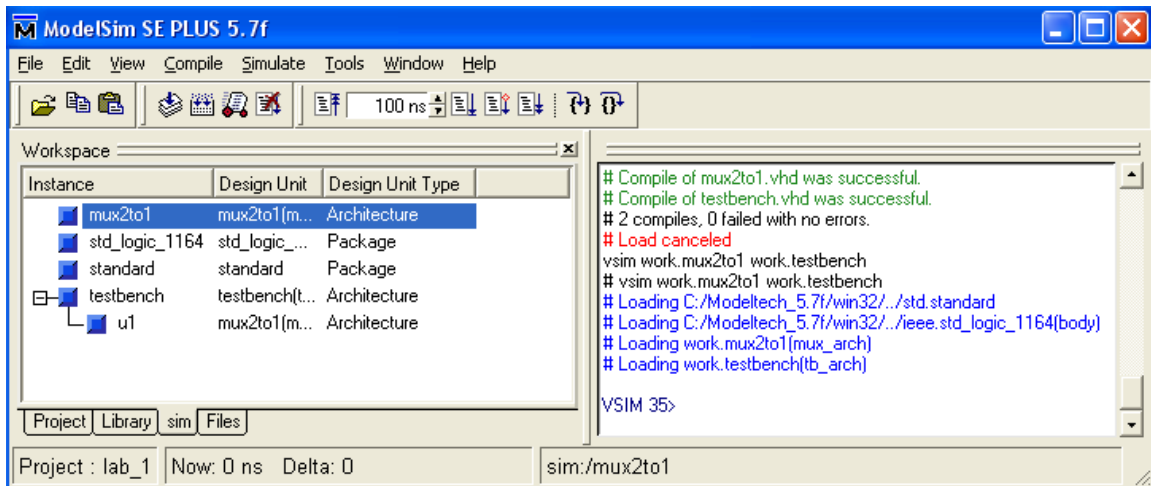 ModelSim SE PLUS 5.7f
File Edit View Compile Simulate Tools Window Help
100 ns
Workspace
Instance Design Unit Design Unit Type
mux2to1 mux2to1(m... Architecture
std_logic_1164 std_logic_... Package
standard standard Package
testbench testbench(t... Architecture
u1 mux2to1(m... Architecture
Project Library sim Files
# Compile of mux2to1.vhd was successful.
# Compile of testbench.vhd was successful.
# 2 compiles, 0 failed with no errors.
# Load canceled
vsim work.mux2to1 work.testbench
# vsim work.mux2to1 work.testbench
# Loading C:/Modeltech_5.7f/win32/../std.standard
# Loading C:/Modeltech_5.7f/win32/../ieee.std_logic_1164(body)
# Loading work.mux2to1(mux_arch)
# Loading work.testbench(tb_arch)
VSIM 35>
Project : lab_1 Now: 0 ns Delta: 0 sim:/mux2to1